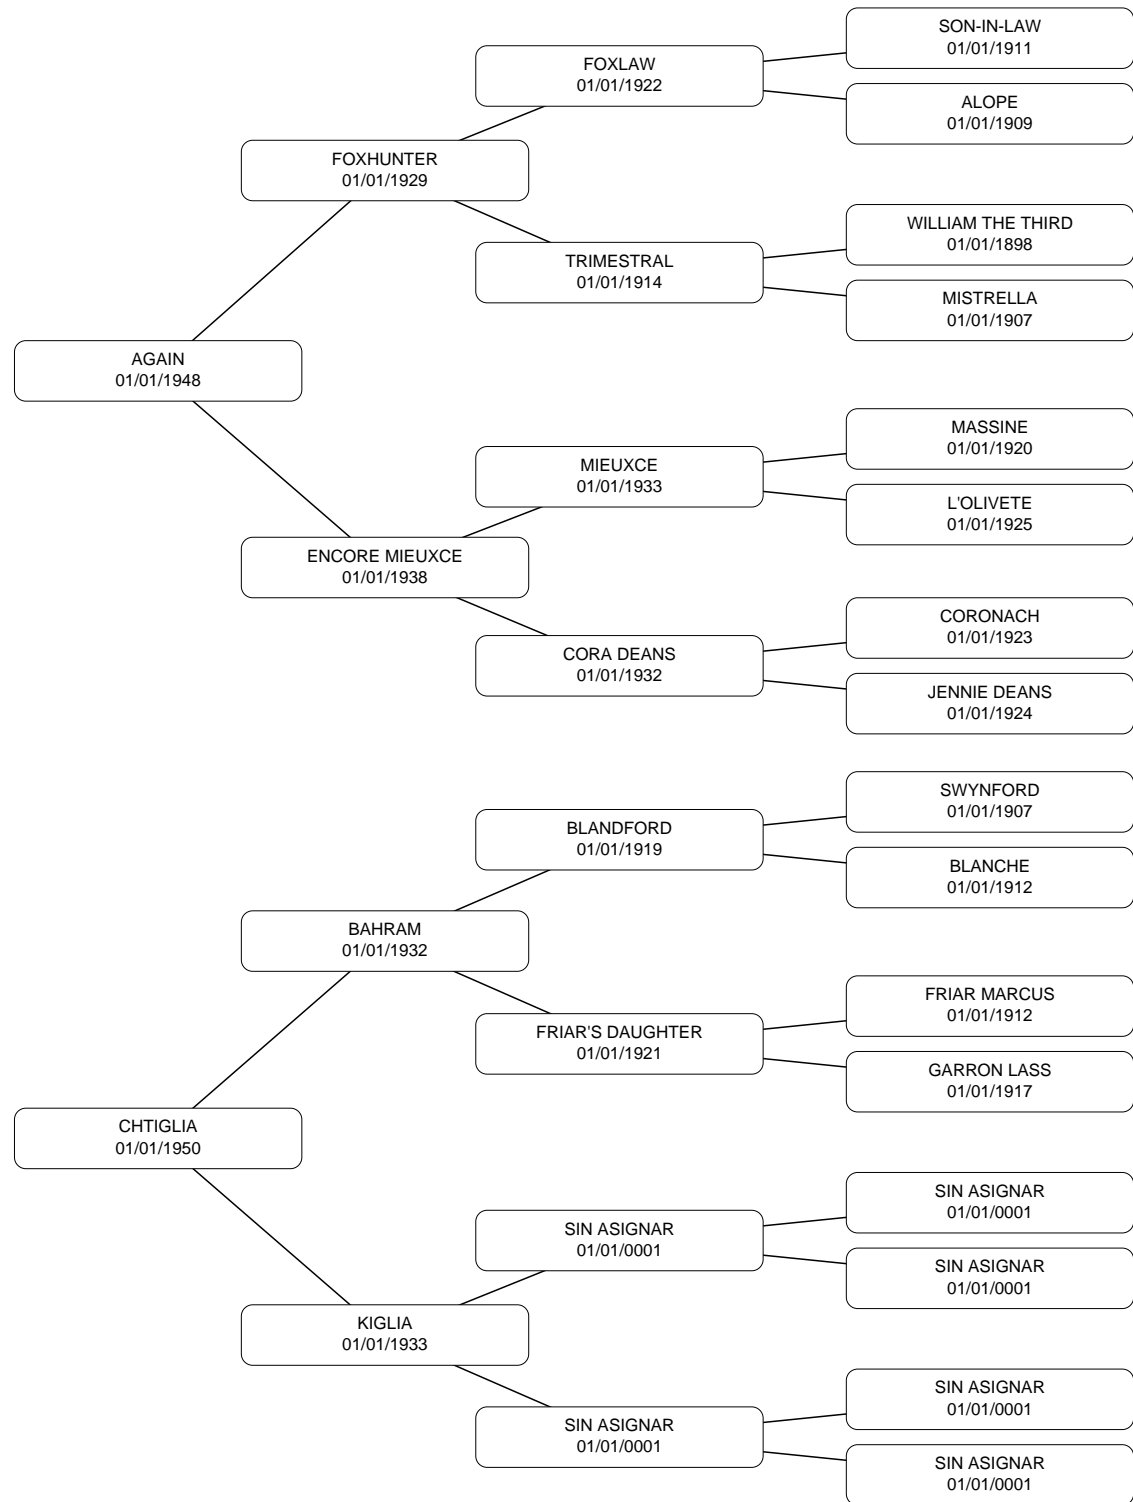 SON-IN-LAW
01/01/1911
FOXLAW
01/01/1922
ALOPE
01/01/1909
FOXHUNTER
01/01/1929
WILLIAM THE THIRD
01/01/1898
TRIMESTRAL
01/01/1914
MISTRELLA
01/01/1907
AGAIN
01/01/1948
MASSINE
01/01/1920
MIEUXCE
01/01/1933
L'OLIVETE
01/01/1925
ENCORE MIEUXCE
01/01/1938
CORONACH
01/01/1923
CORA DEANS
01/01/1932
JENNIE DEANS
01/01/1924
SWYNFORD
01/01/1907
BLANDFORD
01/01/1919
BLANCHE
01/01/1912
BAHRAM
01/01/1932
FRIAR MARCUS
01/01/1912
FRIAR'S DAUGHTER
01/01/1921
GARRON LASS
01/01/1917
CHTIGLIA
01/01/1950
SIN ASIGNAR
01/01/0001
SIN ASIGNAR
01/01/0001
SIN ASIGNAR
01/01/0001
KIGLIA
01/01/1933
SIN ASIGNAR
01/01/0001
SIN ASIGNAR
01/01/0001
SIN ASIGNAR
01/01/0001